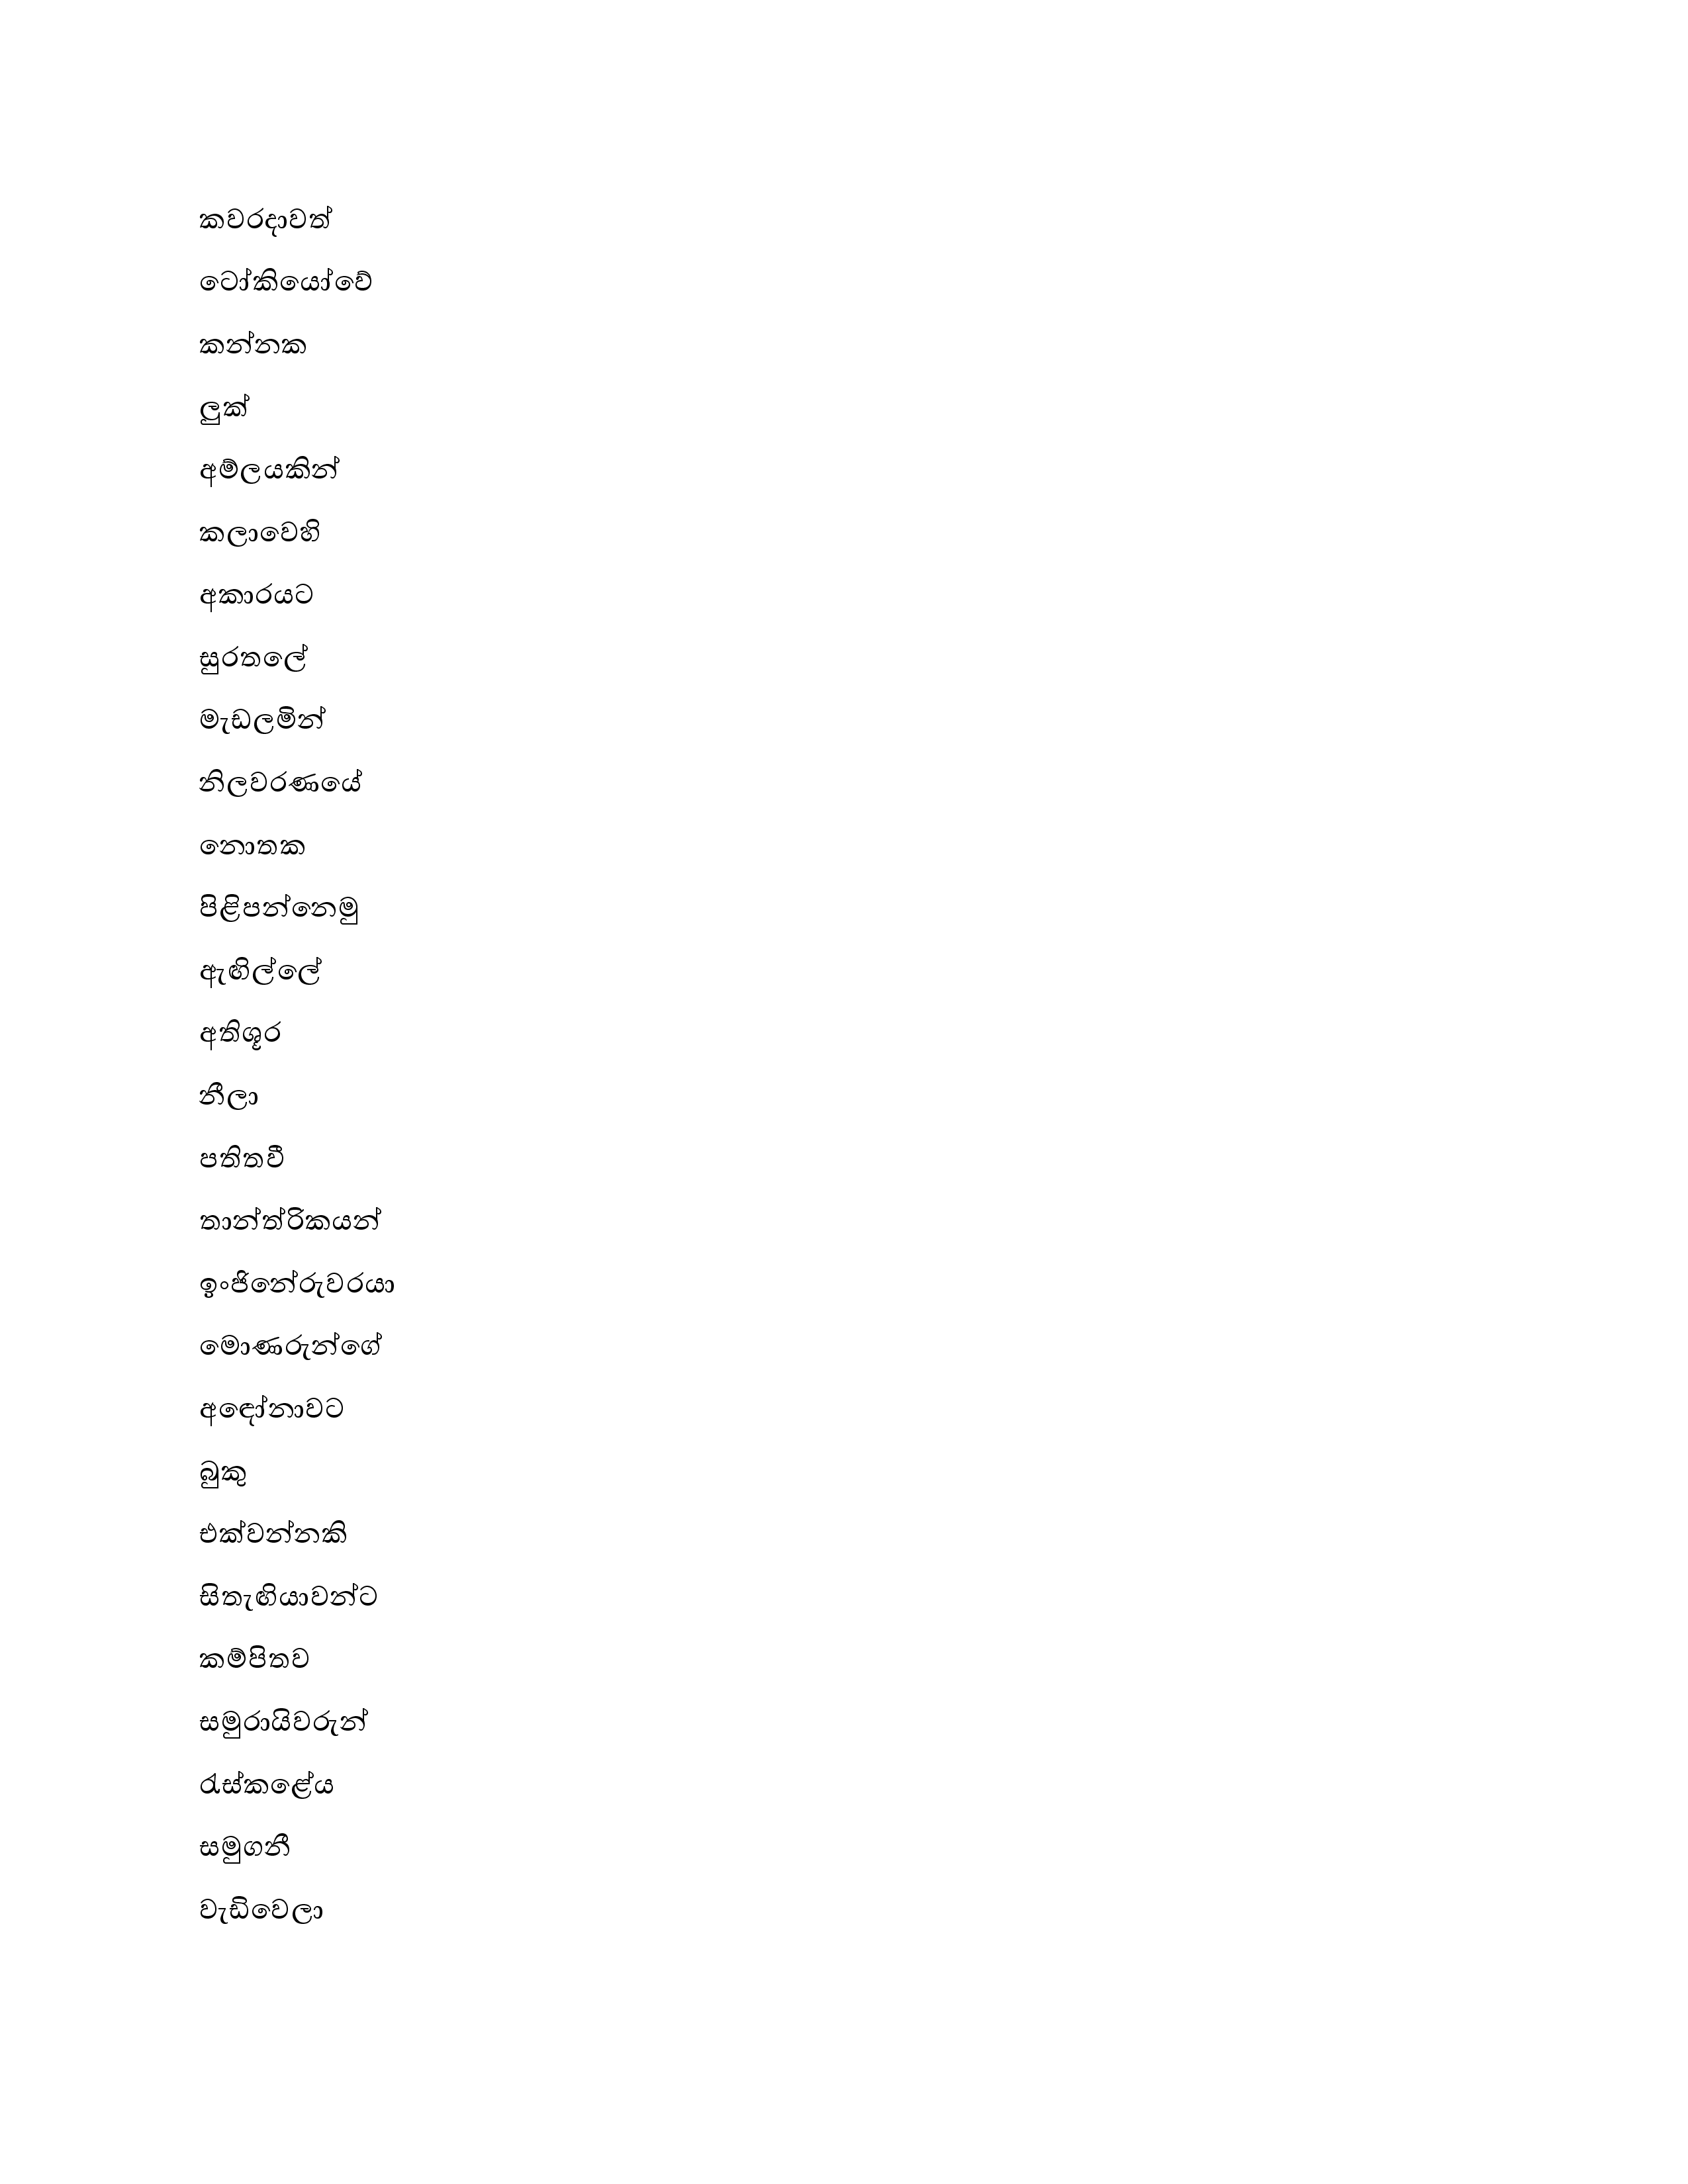 කවරදාවත්
ටෝකියෝවේ
කන්නක
ලුක්
අම්ලයකින්
කලාවෙහි
අකාරයට
සුරතලේ
මැඩලමින්
නිලවරණයේ
නොතක
පිළිපන්නෙමු
ඇඟිල්ලේ
අතිශූර
නීලා
පතිතවී
තාන්ත්රිකයන්
ඉංජිනේරුවරයා
මොණරුන්ගේ
අඳෝනාවට
බුකු
එක්වන්නකි
සිතැඟියාවන්ට
කම්පිතව
සමුරායිවරුන්
රැස්කළේය
සමුගනී
වැඩිවෙලා